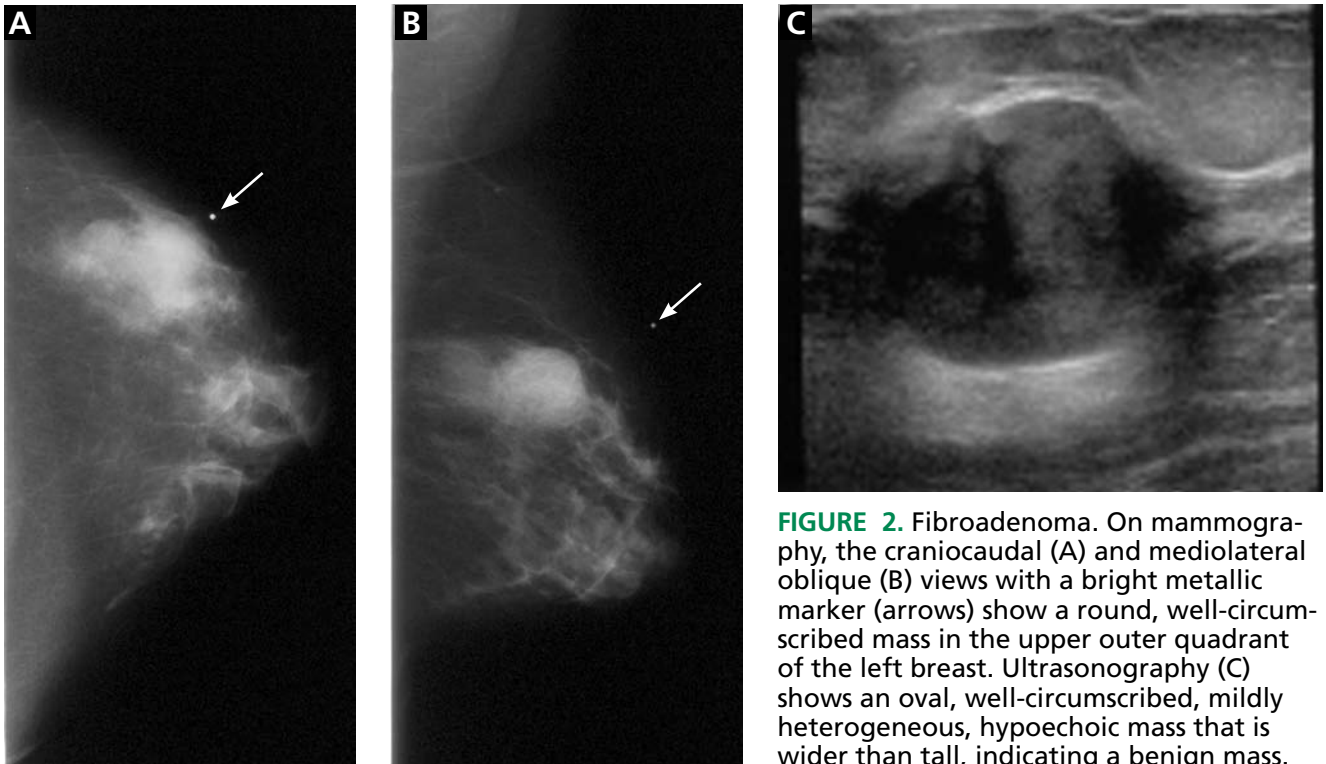 A
B
C
FIGURE 2. Fibroadenoma. On mammogra-
phy, the craniocaudal (A) and mediolateral
oblique (B) views with a bright metallic
marker (arrows) show a round, well-circum-
scribed mass in the upper outer quadrant
of the left breast. Ultrasonography (C)
shows an oval, well-circumscribed, mildly
heterogeneous, hypoechoic mass that is
wider than tall, indicating a benign mass.